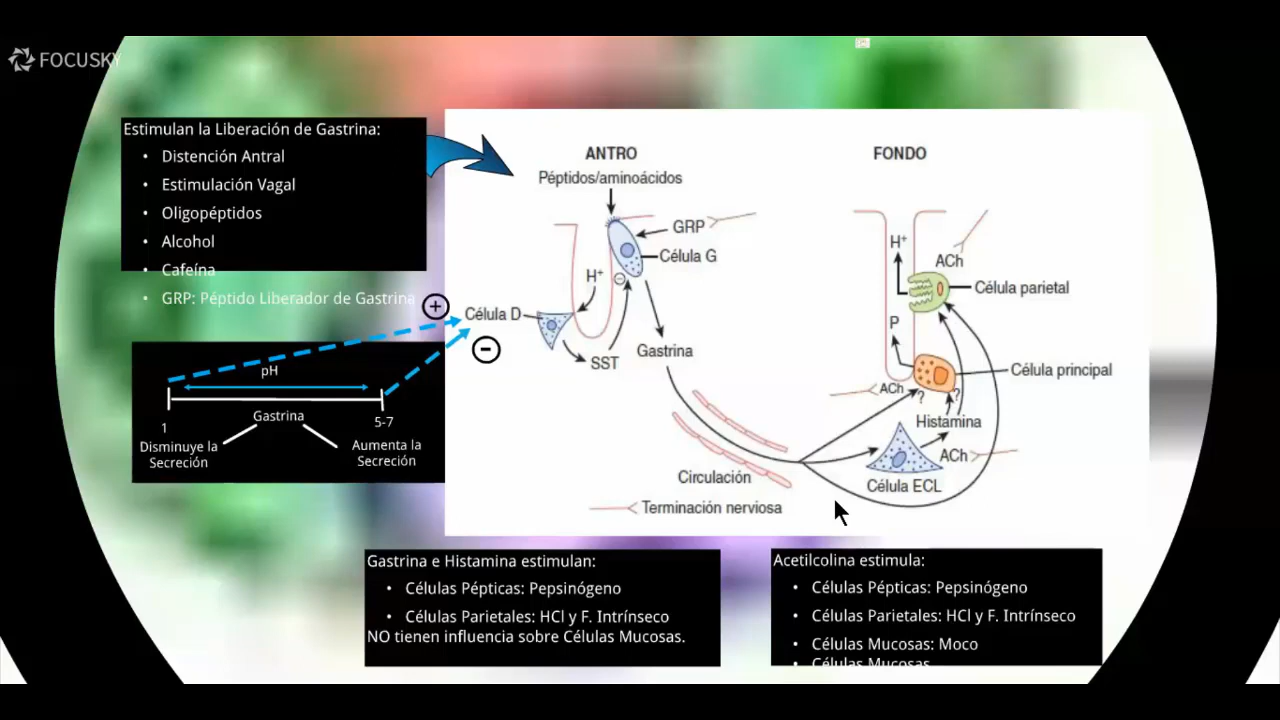 FOCUSKY
Estimulan la Liberación de Gastrina:
• Distención Antral
• Estimulación Vagal
• Oligopéptidos
• Alcohol
• Cafeína
• GRP: Péptido Liberador de Gastrina
pH
Gastrina
1
5-7
Disminuye la
Secreción
Aumenta la
Secreción
+
-
ANTRO
Péptidos/aminoácidos
GRP
Célula G
H+
-
Célula D
SST
Gastrina
Circulación
Terminación nerviosa
FONDO
H+
ACh
Célula parietal
P
Célula principal
ACh
?
?
Histamina
ACh
Célula ECL
Gastrina e Histamina estimulan:
• Células Pépticas: Pepsinógeno
• Células Parietales: HCl y F. Intrínseco
NO tienen influencia sobre Células Mucosas.
Acetilcolina estimula:
• Células Pépticas: Pepsinógeno
• Células Parietales: HCl y F. Intrínseco
• Células Mucosas: Moco
Células Mucosas